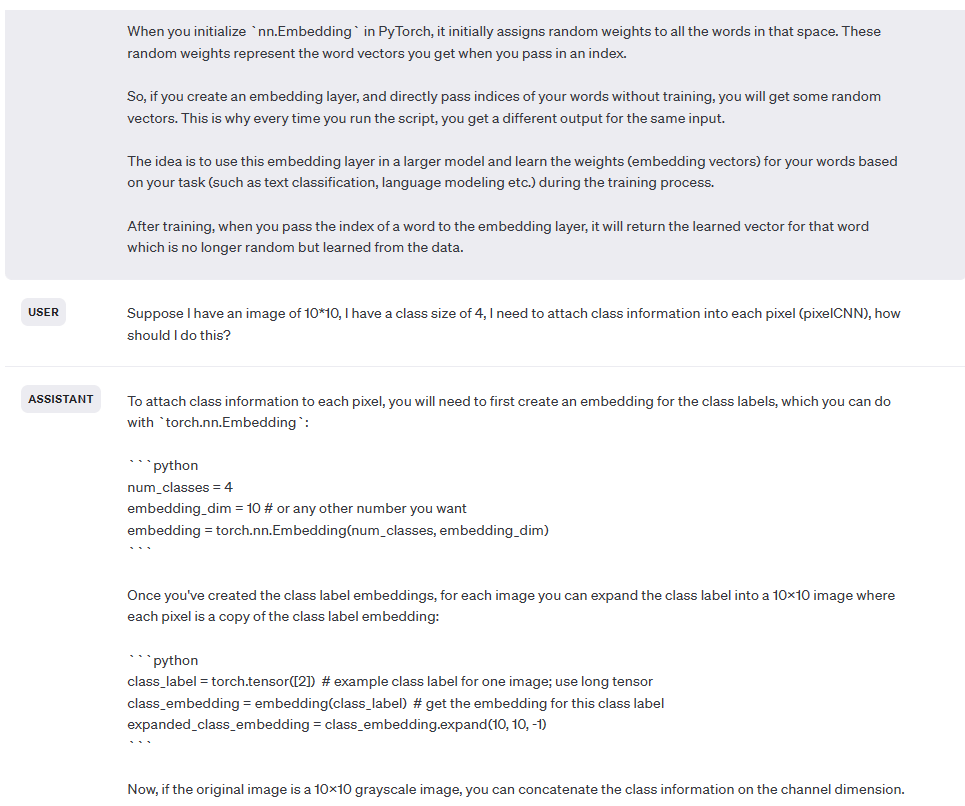 When you initialize `nn.Embedding` in PyTorch, it initially assigns random weights to all the words in that space. These
random weights represent the word vectors you get when you pass in an index.
So, if you create an embedding layer, and directly pass indices of your words without training, you will get some random
vectors. This is why every time you run the script, you get a different output for the same input.
The idea is to use this embedding layer in a larger model and learn the weights (embedding vectors) for your words based
on your task (such as text classification, language modeling etc.) during the training process.
After training, when you pass the index of a word to the embedding layer, it will return the learned vector for that word
which is no longer random but learned from the data.
USER
Suppose I have an image of 10*10, I have a class size of 4, I need to attach class information into each pixel (pixelCNN), how
should I do this?
ASSISTANT
To attach class information to each pixel, you will need to first create an embedding for the class labels, which you can do
with `torch.nn.Embedding`:
```python
num_classes = 4
embedding_dim = 10 # or any other number you want
embedding = torch.nn.Embedding(num_classes, embedding_dim)
```
Once you've created the class label embeddings, for each image you can expand the class label into a 10×10 image where
each pixel is a copy of the class label embedding:
```python
class_label = torch.tensor([2])  # example class label for one image; use long tensor
class_embedding = embedding(class_label)  # get the embedding for this class label
expanded_class_embedding = class_embedding.expand(10, 10, -1)
```
Now, if the original image is a 10×10 grayscale image, you can concatenate the class information on the channel dimension.